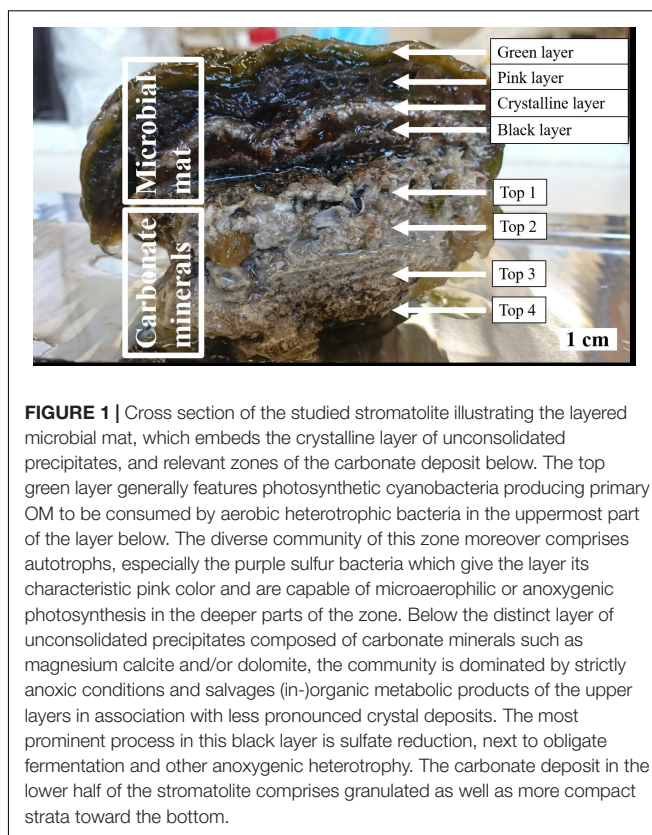 Green layer
Pink layer
Crystalline layer
Black layer
Microbial
mat
Top 1
Top 2
Carbonate
minerals
Top 3
Top 4
1 cm
FIGURE 1 | Cross section of the studied stromatolite illustrating the layered
microbial mat, which embeds the crystalline layer of unconsolidated
precipitates, and relevant zones of the carbonate deposit below. The top
green layer generally features photosynthetic cyanobacteria producing primary
OM to be consumed by aerobic heterotrophic bacteria in the uppermost part
of the layer below. The diverse community of this zone moreover comprises
autotrophs, especially the purple sulfur bacteria which give the layer its
characteristic pink color and are capable of microaerophilic or anoxygenic
photosynthesis in the deeper parts of the zone. Below the distinct layer of
unconsolidated precipitates composed of carbonate minerals such as
magnesium calcite and/or dolomite, the community is dominated by strictly
anoxic conditions and salvages (in-)organic metabolic products of the upper
layers in association with less pronounced crystal deposits. The most
prominent process in this black layer is sulfate reduction, next to obligate
fermentation and other anoxygenic heterotrophy. The carbonate deposit in the
lower half of the stromatolite comprises granulated as well as more compact
strata toward the bottom.